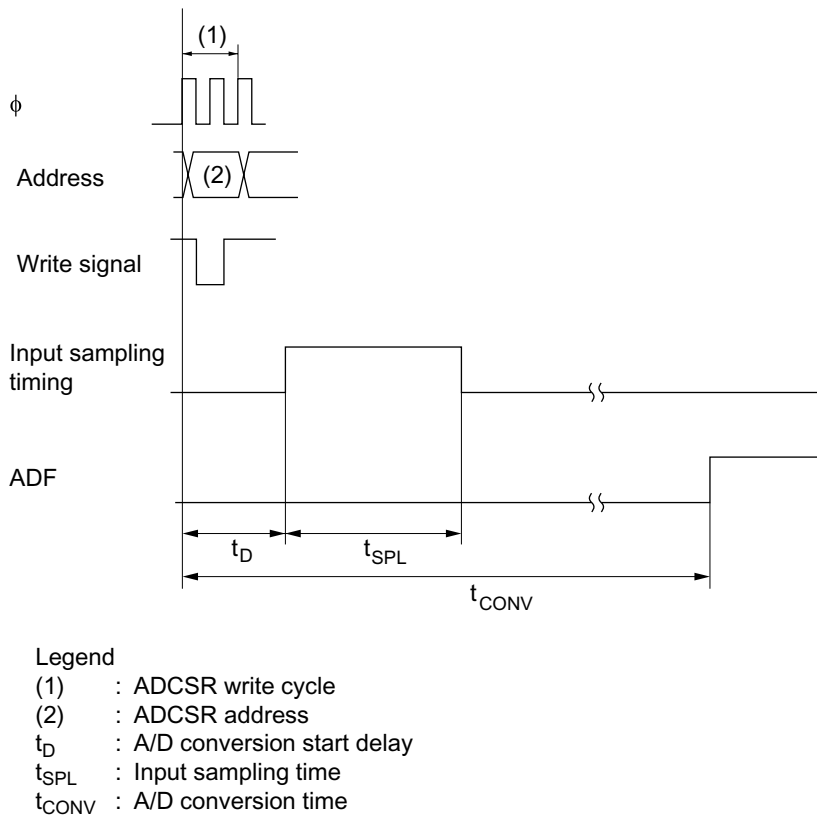 (1)
ϕ
Address
(2)
Write signal
Input sampling
timing
ADF
tD
tSPL
tCONV
Legend
(1) : ADCSR write cycle
(2) : ADCSR address
tD : A/D conversion start delay
tSPL : Input sampling time
tCONV : A/D conversion time